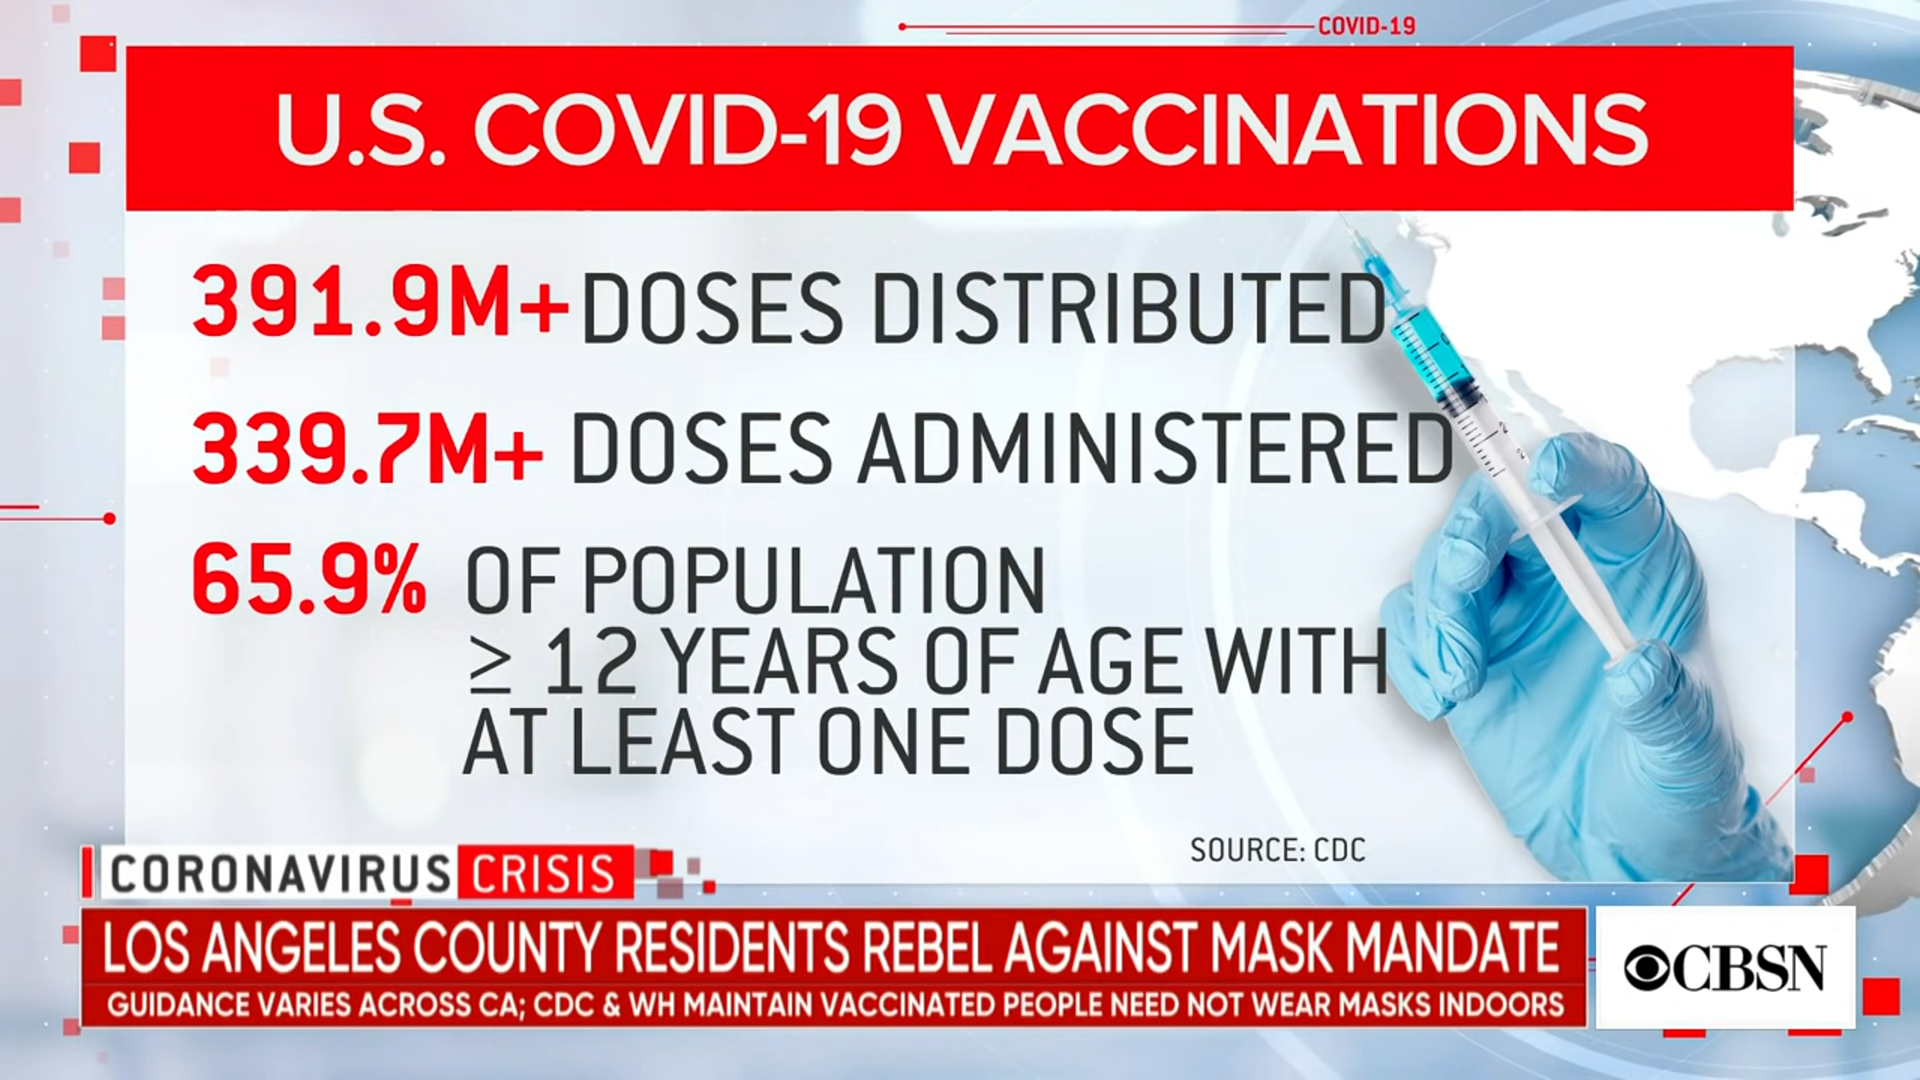 COVID-19
U.S. COVID-19 VACCINATIONS
391.9M+ DOSES DISTRIBUTED
339.7M+ DOSES ADMINISTERED
65.9% OF POPULATION
≥ 12 YEARS OF AGE WITH
AT LEAST ONE DOSE
SOURCE: CDC
CORONAVIRUS CRISIS
LOS ANGELES COUNTY RESIDENTS REBEL AGAINST MASK MANDATE
GUIDANCE VARIES ACROSS CA; CDC & WH MAINTAIN VACCINATED PEOPLE NEED NOT WEAR MASKS INDOORS
CBSN